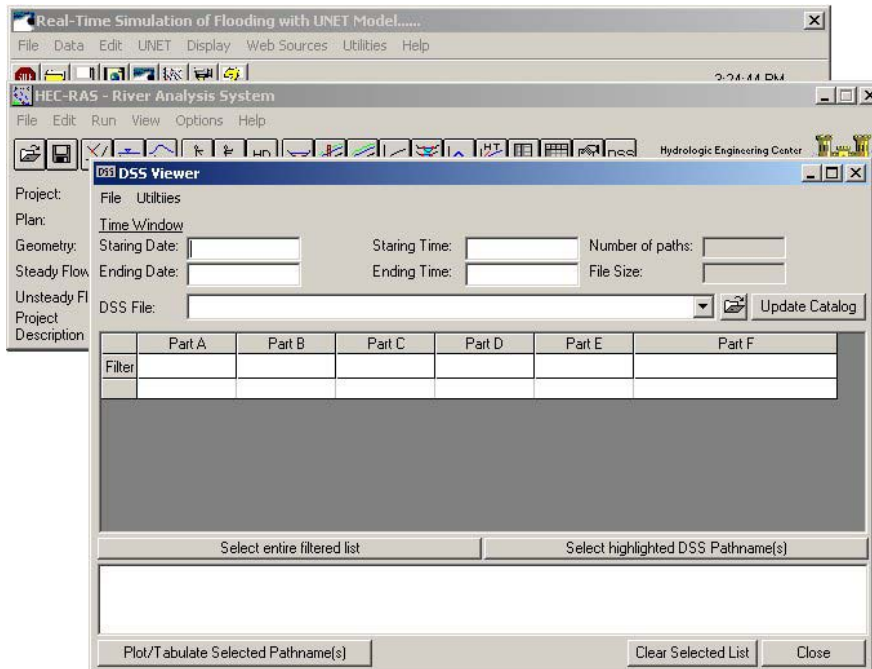 Real-Time Simulation of Flooding with UNET Model......
File Data Edit UNET Display Web Sources Utilities Help
HEC-RAS - River Analysis System
File Edit Run View Options Help
HT DSS Hydrologic Engineering Center
Project:
Plan:
Geometry:
Steady Flow
Unsteady Fl
Project
Description
DSS DSS Viewer
File Utiltiies
Time Window
Staring Date: Staring Time: Number of paths:
Ending Date: Ending Time: File Size:
DSS File: Update Catalog
Part A Part B Part C Part D Part E Part F
Filter
Select entire filtered list Select highlighted DSS Pathname(s)
Plot/Tabulate Selected Pathname(s) Clear Selected List Close